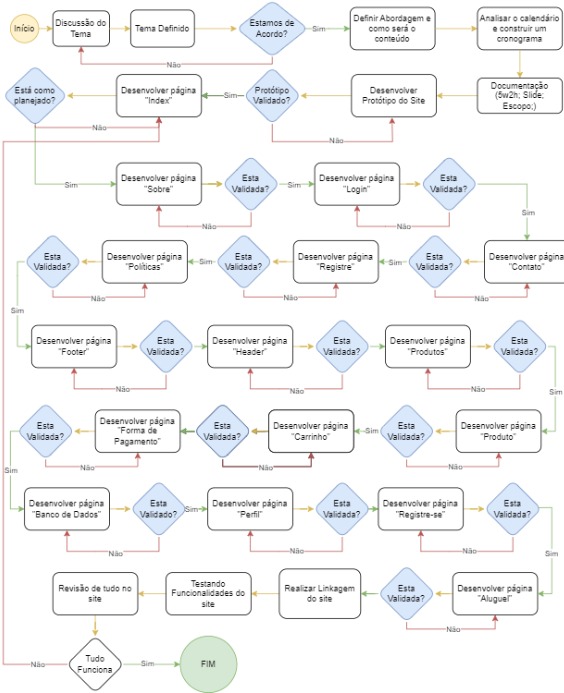 Início
Discussão do
Tema
Tema Definido
Estamos de
Acordo?
Sim
Definir Abordagem e
como será o
conteúdo
Analisar o calendário
e construir um
cronograma
Não
Está como
planejado?
Desenvolver página
"Index"
Sim
Protótipo
Validado?
Desenvolver
Protótipo do Site
Documentação
(5w2h; Slide;
Escopo;)
Não
Não
Sim
Desenvolver página
"Sobre"
Esta
Validada?
Sim
Desenvolver página
"Login"
Esta
Validada?
Sim
Não
Não
Esta
Validada?
Desenvolver página
"Políticas"
Sim
Esta
Validada?
Desenvolver página
"Registre"
Sim
Esta
Validada?
Desenvolver página
"Contato"
Não
Não
Não
Sim
Desenvolver página
"Footer"
Esta
Validada?
Desenvolver página
"Header"
Esta
Validada?
Desenvolver página
"Produtos"
Esta
Validada?
Não
Não
Não
Sim
Esta
Validada?
Desenvolver página
"Forma de
Pagamento"
Esta
Validada?
Desenvolver página
"Carrinho"
Sim
Esta
Validada?
Desenvolver página
"Produto"
Não
Não
Não
Sim
Desenvolver página
"Banco de Dados"
Esta
Validado?
Sim
Desenvolver página
"Perfil"
Esta
Validada?
Desenvolver página
"Registre-se"
Esta
Validada?
Não
Não
Não
Sim
Revisão de tudo no
site
Testando
Funcionalidades do
site
Realizar Linkagem
do site
Esta
Validada?
Desenvolver página
"Aluguel"
Não
Não
Tudo
Funciona
Sim
FIM